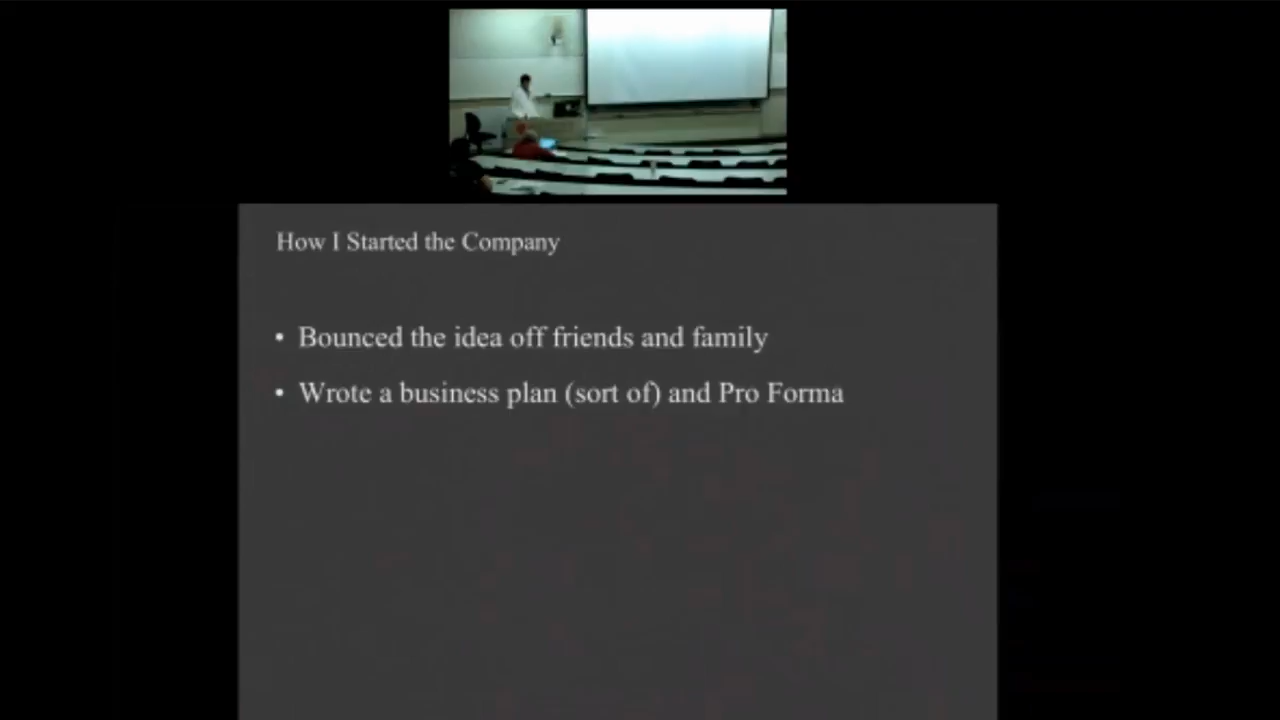 How I Started the Company
• Bounced the idea off friends and family
• Wrote a business plan (sort of) and Pro Forma